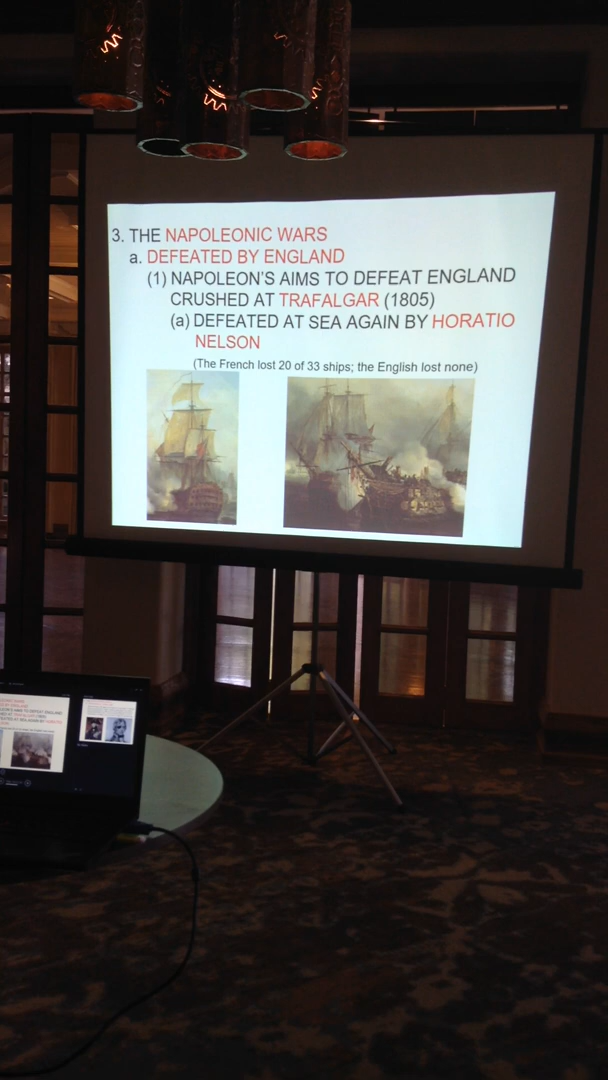 3. THE NAPOLEONIC WARS
a. DEFEATED BY ENGLAND
(1) NAPOLEON'S AIMS TO DEFEAT ENGLAND
CRUSHED AT TRAFALGAR (1805)
(a) DEFEATED AT SEA AGAIN BY HORATIO
NELSON
(The French lost 20 of 33 ships; the English lost none)